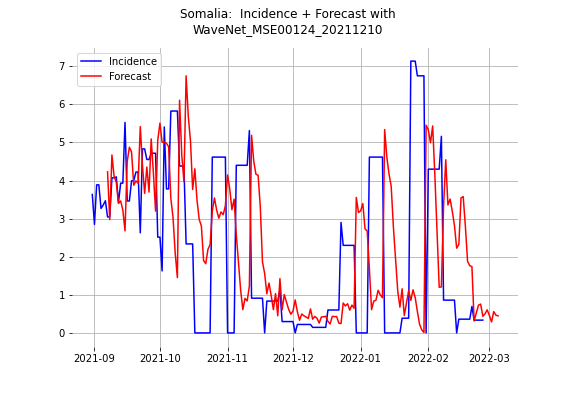 Somalia:  Incidence + Forecast with
WaveNet_MSE00124_20211210
Incidence
Forecast
7
6
5
4
3
2
1
0
2021-09 2021-10 2021-11 2021-12 2022-01 2022-02 2022-03